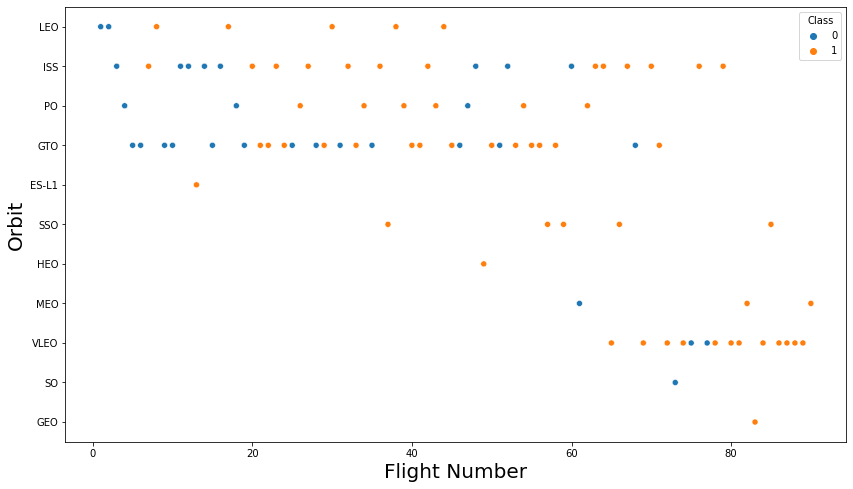 Class
0
1
LEO
ISS
PO
GTO
ES-L1
SSO
HEO
MEO
VLEO
SO
GEO
Orbit
0 20 40 60 80
Flight Number